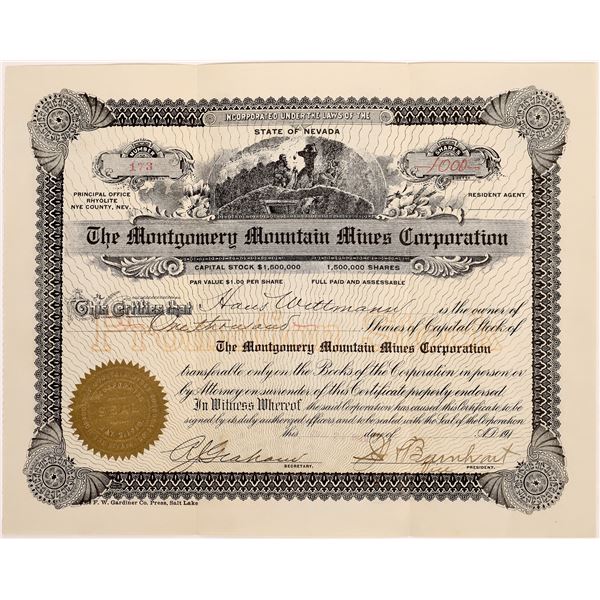 INCORPORATED UNDER THE LAWS OF THE
STATE OF NEVADA
NUMBER
173
SHARES
1000
PRINCIPAL OFFICE
RHYOLITE
NYE COUNTY, NEV.
RESIDENT AGENT
The Montgomery Mountain Mines Corporation
CAPITAL STOCK $1,500,000 1,500,000 SHARES
PAR VALUE $1.00 PER SHARE FULL PAID AND ASSESSABLE
This Certifies that Hans Wettmann is the owner of
One thousand Shares of Capital Stock of
The Montgomery Mountain Mines Corporation
transferable only on the Books of the Corporation, in person or
by Attorney on surrender of this Certificate properly endorsed.
In Witness Whereof, the said Corporation has caused this Certificate to be
signed by its duly authorized officers and to be sealed with the Seal of the Corporation
this day of A.D. 191
SECRETARY.
PRESIDENT.
F. W. Gardiner Co. Press, Salt Lake